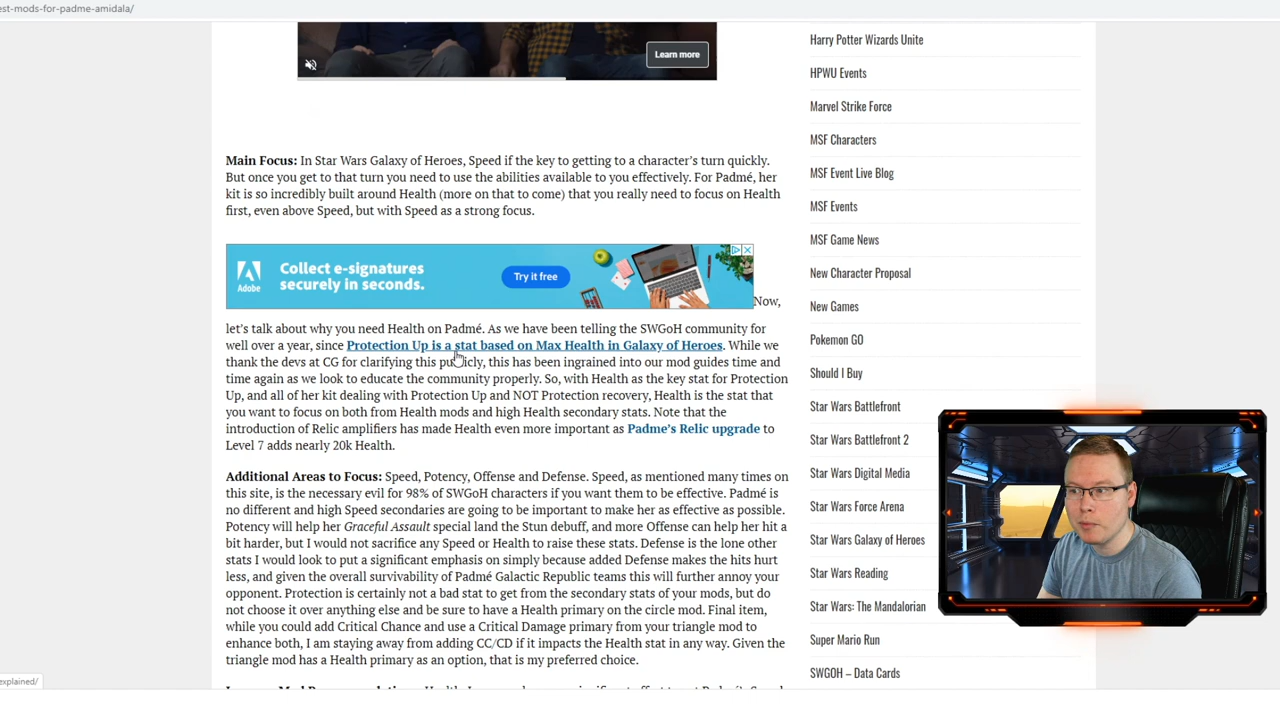 est-mods-for-padme-amidala/
Learn more
Main Focus: In Star Wars Galaxy of Heroes, Speed if the key to getting to a character's turn quickly.
But once you get to that turn you need to use the abilities available to you effectively. For Padmé, her
kit is so incredibly built around Health (more on that to come) that you really need to focus on Health
first, even above Speed, but with Speed as a strong focus.
Adobe
Collect e-signatures
securely in seconds.
Try it free
Now,
let's talk about why you need Health on Padmé. As we have been telling the SWGoH community for
well over a year, since Protection Up is a stat based on Max Health in Galaxy of Heroes. While we
thank the devs at CG for clarifying this publicly, this has been ingrained into our mod guides time and
time again as we look to educate the community properly. So, with Health as the key stat for Protection
Up, and all of her kit dealing with Protection Up and NOT Protection recovery, Health is the stat that
you want to focus on both from Health mods and high Health secondary stats. Note that the
introduction of Relic amplifiers has made Health even more important as Padme's Relic upgrade to
Level 7 adds nearly 20k Health.
Additional Areas to Focus: Speed, Potency, Offense and Defense. Speed, as mentioned many times on
this site, is the necessary evil for 98% of SWGoH characters if you want them to be effective. Padmé is
no different and high Speed secondaries are going to be important to make her as effective as possible.
Potency will help her Graceful Assault special land the Stun debuff, and more Offense can help her hit a
bit harder, but I would not sacrifice any Speed or Health to raise these stats. Defense is the lone other
stats I would look to put a significant emphasis on simply because added Defense makes the hits hurt
less, and given the overall survivability of Padmé Galactic Republic teams this will further annoy your
opponent. Protection is certainly not a bad stat to get from the secondary stats of your mods, but do
not choose it over anything else and be sure to have a Health primary on the circle mod. Final item,
while you could add Critical Chance and use a Critical Damage primary from your triangle mod to
enhance both, I am staying away from adding CC/CD if it impacts the Health stat in any way. Given the
triangle mod has a Health primary as an option, that is my preferred choice.
Harry Potter Wizards Unite
HPWU Events
Marvel Strike Force
MSF Characters
MSF Event Live Blog
MSF Events
MSF Game News
New Character Proposal
New Games
Pokemon GO
Should I Buy
Star Wars Battlefront
Star Wars Battlefront 2
Star Wars Digital Media
Star Wars Force Arena
Star Wars Galaxy of Heroes
Star Wars Reading
Star Wars: The Mandalorian
Super Mario Run
SWGOH – Data Cards
explained/